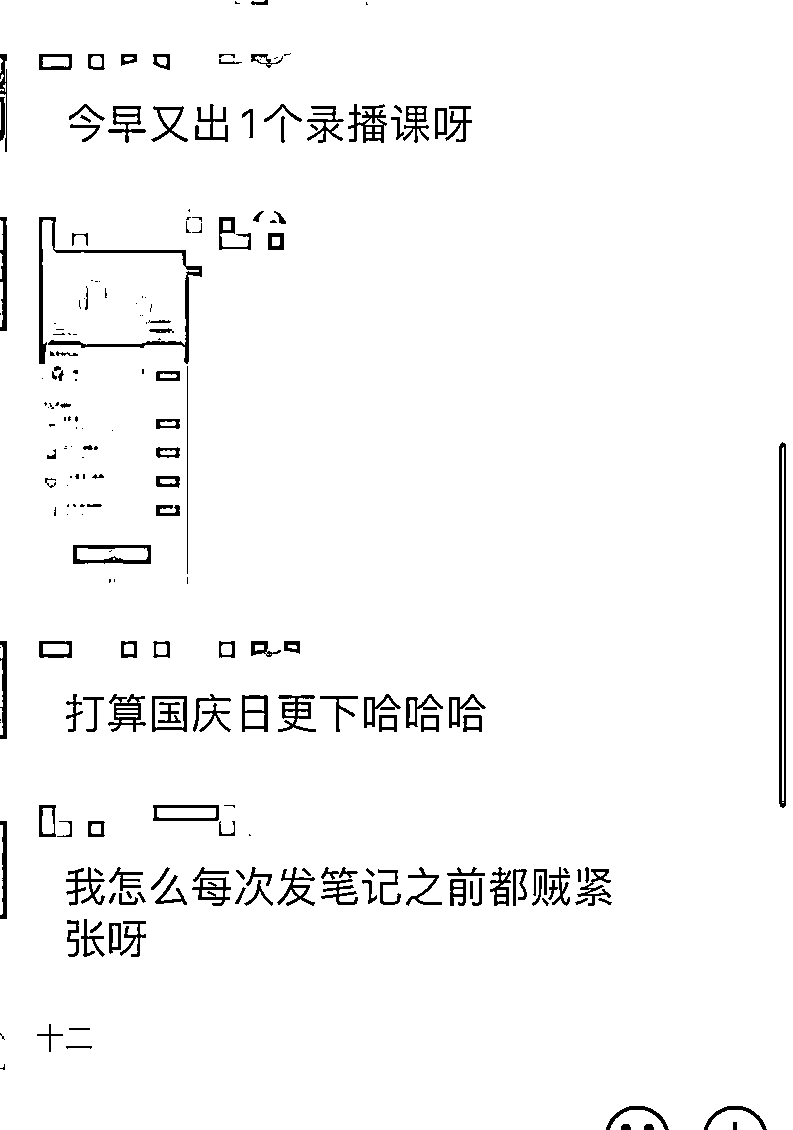 今早又出1个录播课呀
打算国庆日更下哈哈哈
我怎么每次发笔记之前都贼紧
张呀
十二